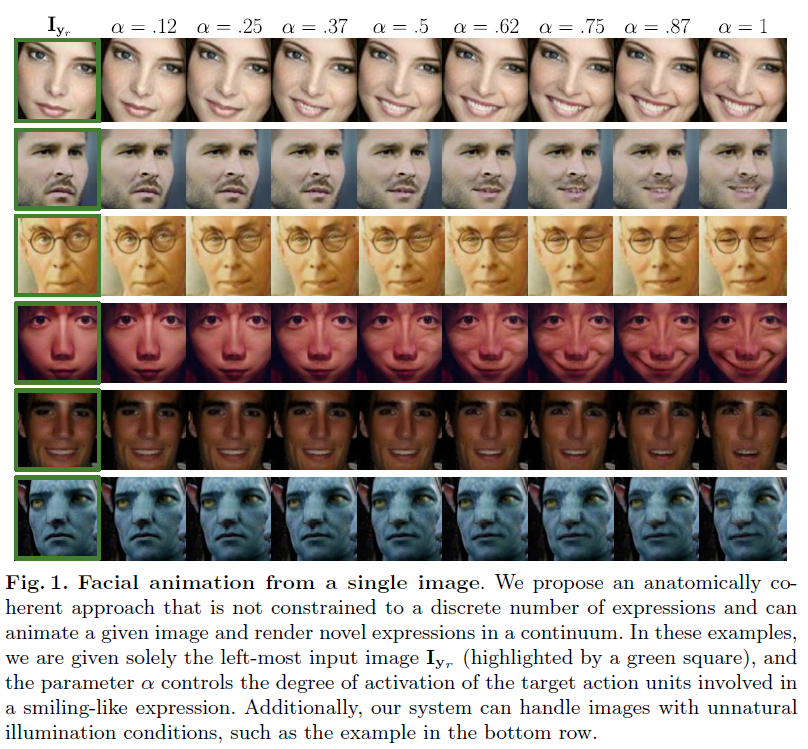 I_y_r α = .12 α = .25 α = .37 α = .5 α = .62 α = .75 α = .87 α = 1
Fig. 1. Facial animation from a single image. We propose an anatomically co-
herent approach that is not constrained to a discrete number of expressions and can
animate a given image and render novel expressions in a continuum. In these examples,
we are given solely the left-most input image I_y_r (highlighted by a green square), and
the parameter α controls the degree of activation of the target action units involved in
a smiling-like expression. Additionally, our system can handle images with unnatural
illumination conditions, such as the example in the bottom row.